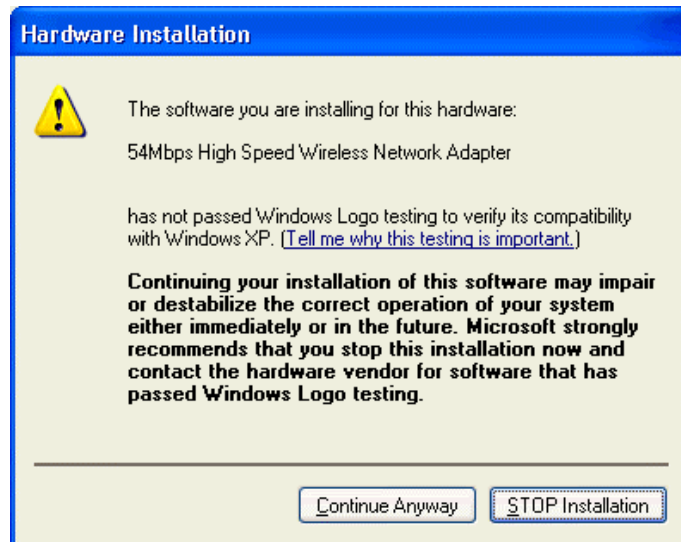 Hardware Installation
The software you are installing for this hardware:
54Mbps High Speed Wireless Network Adapter
has not passed Windows Logo testing to verify its compatibility
with Windows XP. (Tell me why this testing is important.)
Continuing your installation of this software may impair
or destabilize the correct operation of your system
either immediately or in the future. Microsoft strongly
recommends that you stop this installation now and
contact the hardware vendor for software that has
passed Windows Logo testing.
Continue Anyway STOP Installation